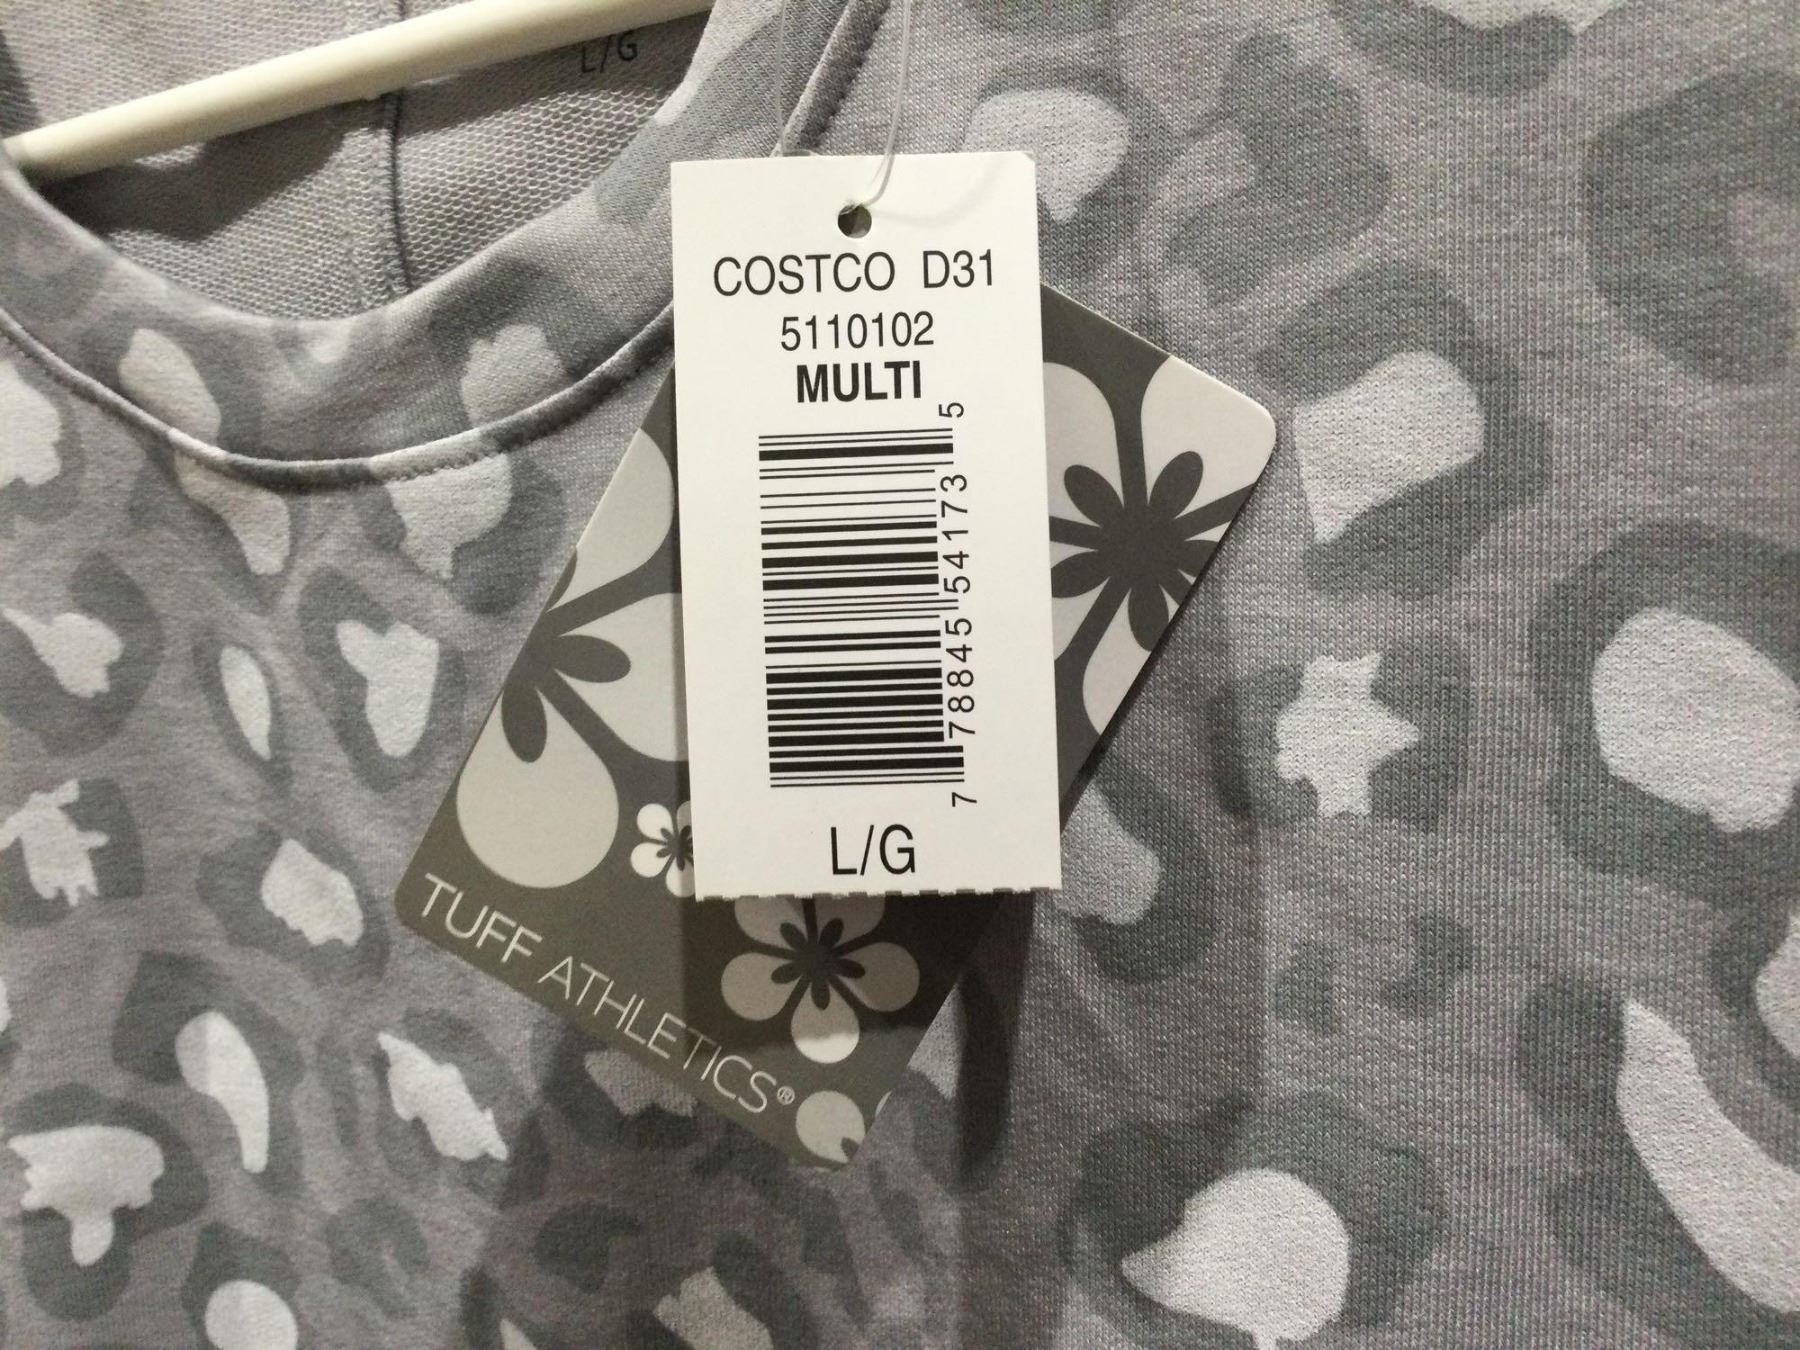 L/G
COSTCO D31
5110102
MULTI
7 78845 54173 5
L/G
TUFF ATHLETICS®